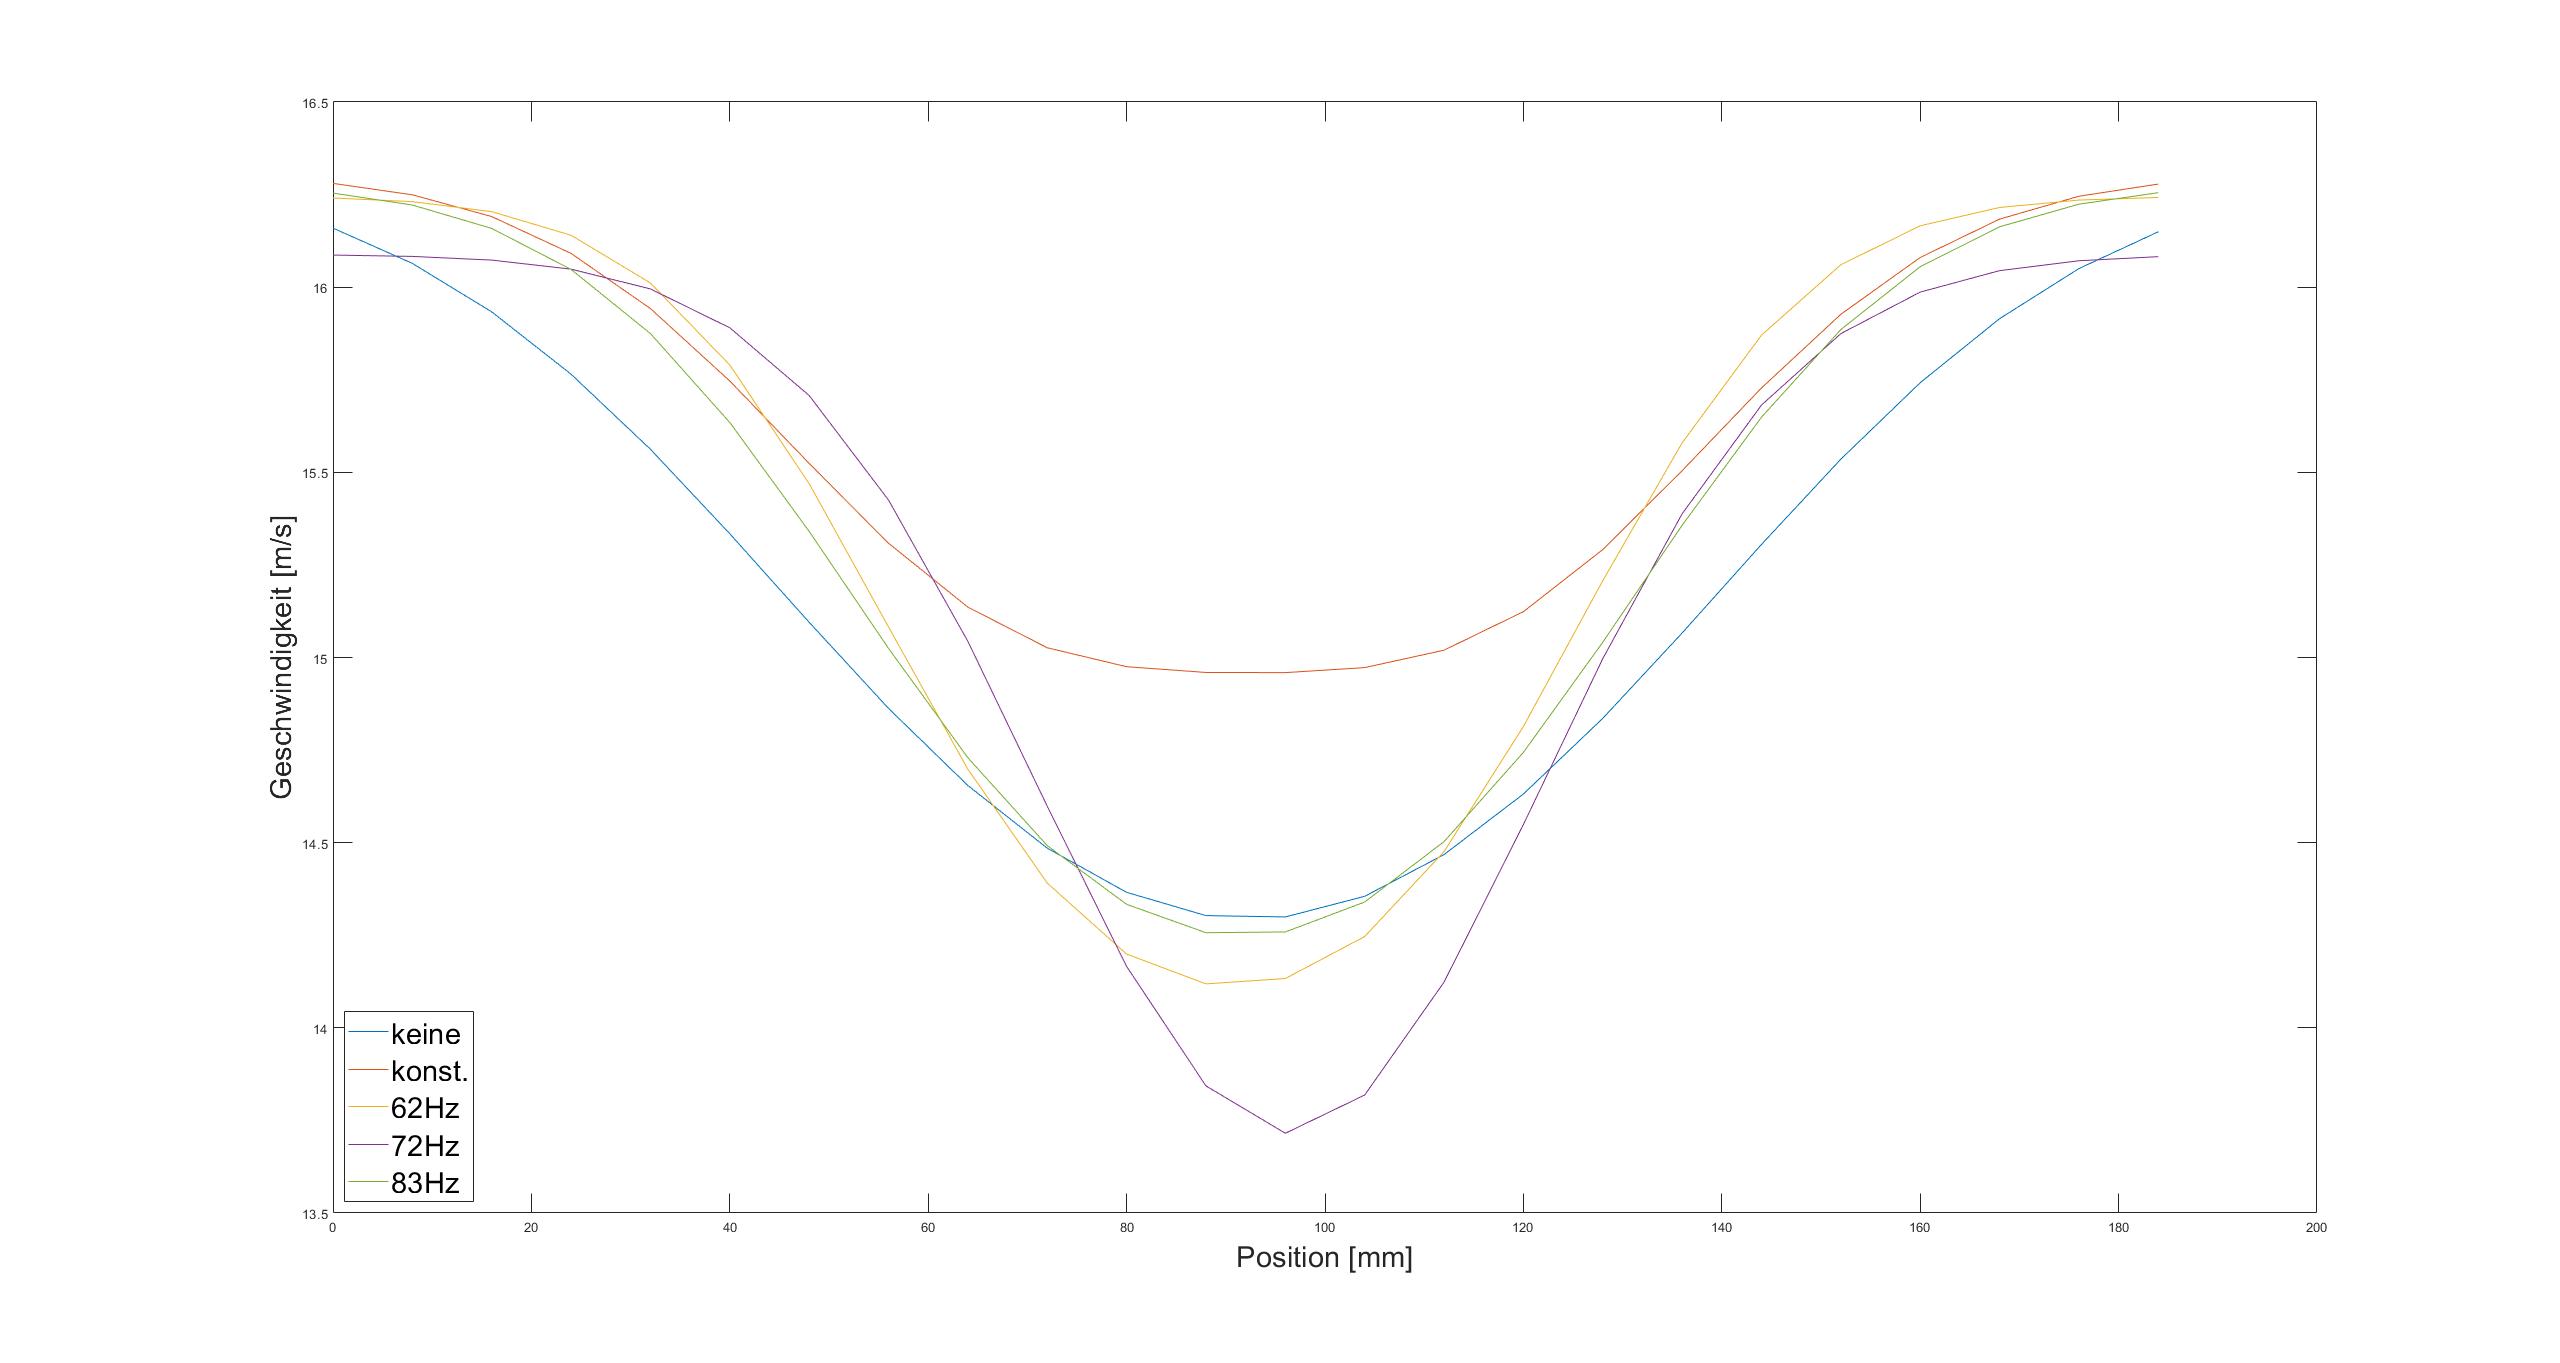 16.5
16
15.5
15
14.5
14
13.5
Geschwindigkeit [m/s]
keine
konst.
62Hz
72Hz
83Hz
0 20 40 60 80 100 120 140 160 180 200
Position [mm]